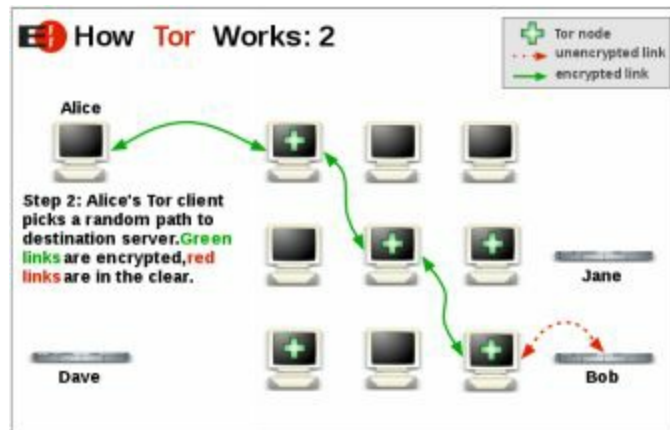 EFF How Tor Works: 2
Tor node
unencrypted link
encrypted link
Alice
Step 2: Alice's Tor client
picks a random path to
destination server.Green
links are encrypted,red
links are in the clear.
Jane
Dave
Bob